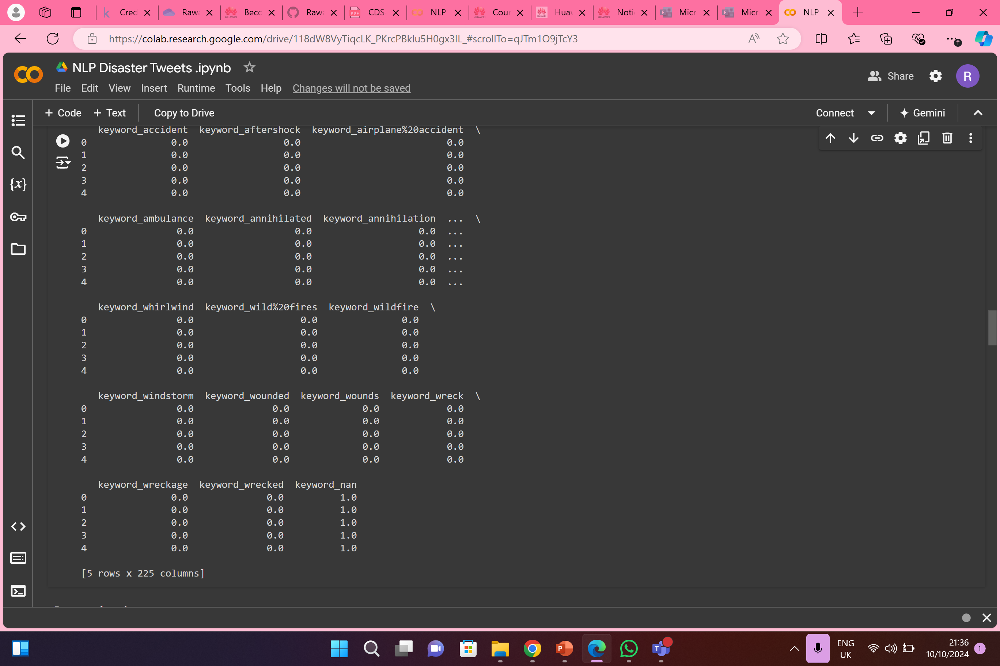 Cred
Rawa
Beco
Rawa
CDS
NLP
Cour
Huaw
Noti
Micr
Micr
NLP
https://colab.research.google.com/drive/118dW8VyTiqcLK_PKrcPBklu5H0gx3IL_#scrollTo=qJTm1O9jTcY3
NLP Disaster Tweets .ipynb
Share
R
File Edit View Insert Runtime Tools Help Changes will not be saved
+ Code + Text Copy to Drive Connect Gemini
keyword_accident keyword_aftershock keyword_airplane%20accident \
0 0.0 0.0 0.0
1 0.0 0.0 0.0
2 0.0 0.0 0.0
3 0.0 0.0 0.0
4 0.0 0.0 0.0
keyword_ambulance keyword_annihilated keyword_annihilation ... \
0 0.0 0.0 0.0 ...
1 0.0 0.0 0.0 ...
2 0.0 0.0 0.0 ...
3 0.0 0.0 0.0 ...
4 0.0 0.0 0.0 ...
keyword_whirlwind keyword_wild%20fires keyword_wildfire \
0 0.0 0.0 0.0
1 0.0 0.0 0.0
2 0.0 0.0 0.0
3 0.0 0.0 0.0
4 0.0 0.0 0.0
keyword_windstorm keyword_wounded keyword_wounds keyword_wreck \
0 0.0 0.0 0.0 0.0
1 0.0 0.0 0.0 0.0
2 0.0 0.0 0.0 0.0
3 0.0 0.0 0.0 0.0
4 0.0 0.0 0.0 0.0
keyword_wreckage keyword_wrecked keyword_nan
0 0.0 0.0 1.0
1 0.0 0.0 1.0
2 0.0 0.0 1.0
3 0.0 0.0 1.0
4 0.0 0.0 1.0
[5 rows x 225 columns]
ENG
UK
21:36
10/10/2024
1